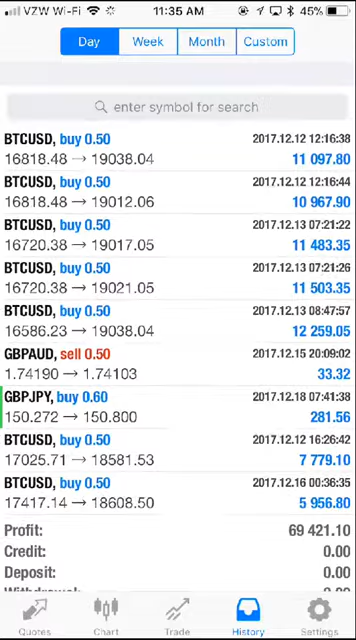 VZW Wi-Fi 11:35 AM 45%
Day Week Month Custom
enter symbol for search
BTCUSD, buy 0.50 2017.12.12 12:16:38
16818.48 → 19038.04 11 097.80
BTCUSD, buy 0.50 2017.12.12 12:16:44
16818.48 → 19012.06 10 967.90
BTCUSD, buy 0.50 2017.12.13 07:21:22
16720.38 → 19017.05 11 483.35
BTCUSD, buy 0.50 2017.12.13 07:21:26
16720.38 → 19021.05 11 503.35
BTCUSD, buy 0.50 2017.12.13 08:47:57
16586.23 → 19038.04 12 259.05
GBPAUD, sell 0.50 2017.12.15 20:09:02
1.74190 → 1.74103 33.32
GBPJPY, buy 0.60 2017.12.18 07:41:38
150.272 → 150.800 281.56
BTCUSD, buy 0.50 2017.12.12 16:26:42
17025.71 → 18581.53 7 779.10
BTCUSD, buy 0.50 2017.12.16 00:36:35
17417.14 → 18608.50 5 956.80
Profit: 69 421.10
Credit: 0.00
Deposit: 0.00
Quotes Chart Trade History Settings